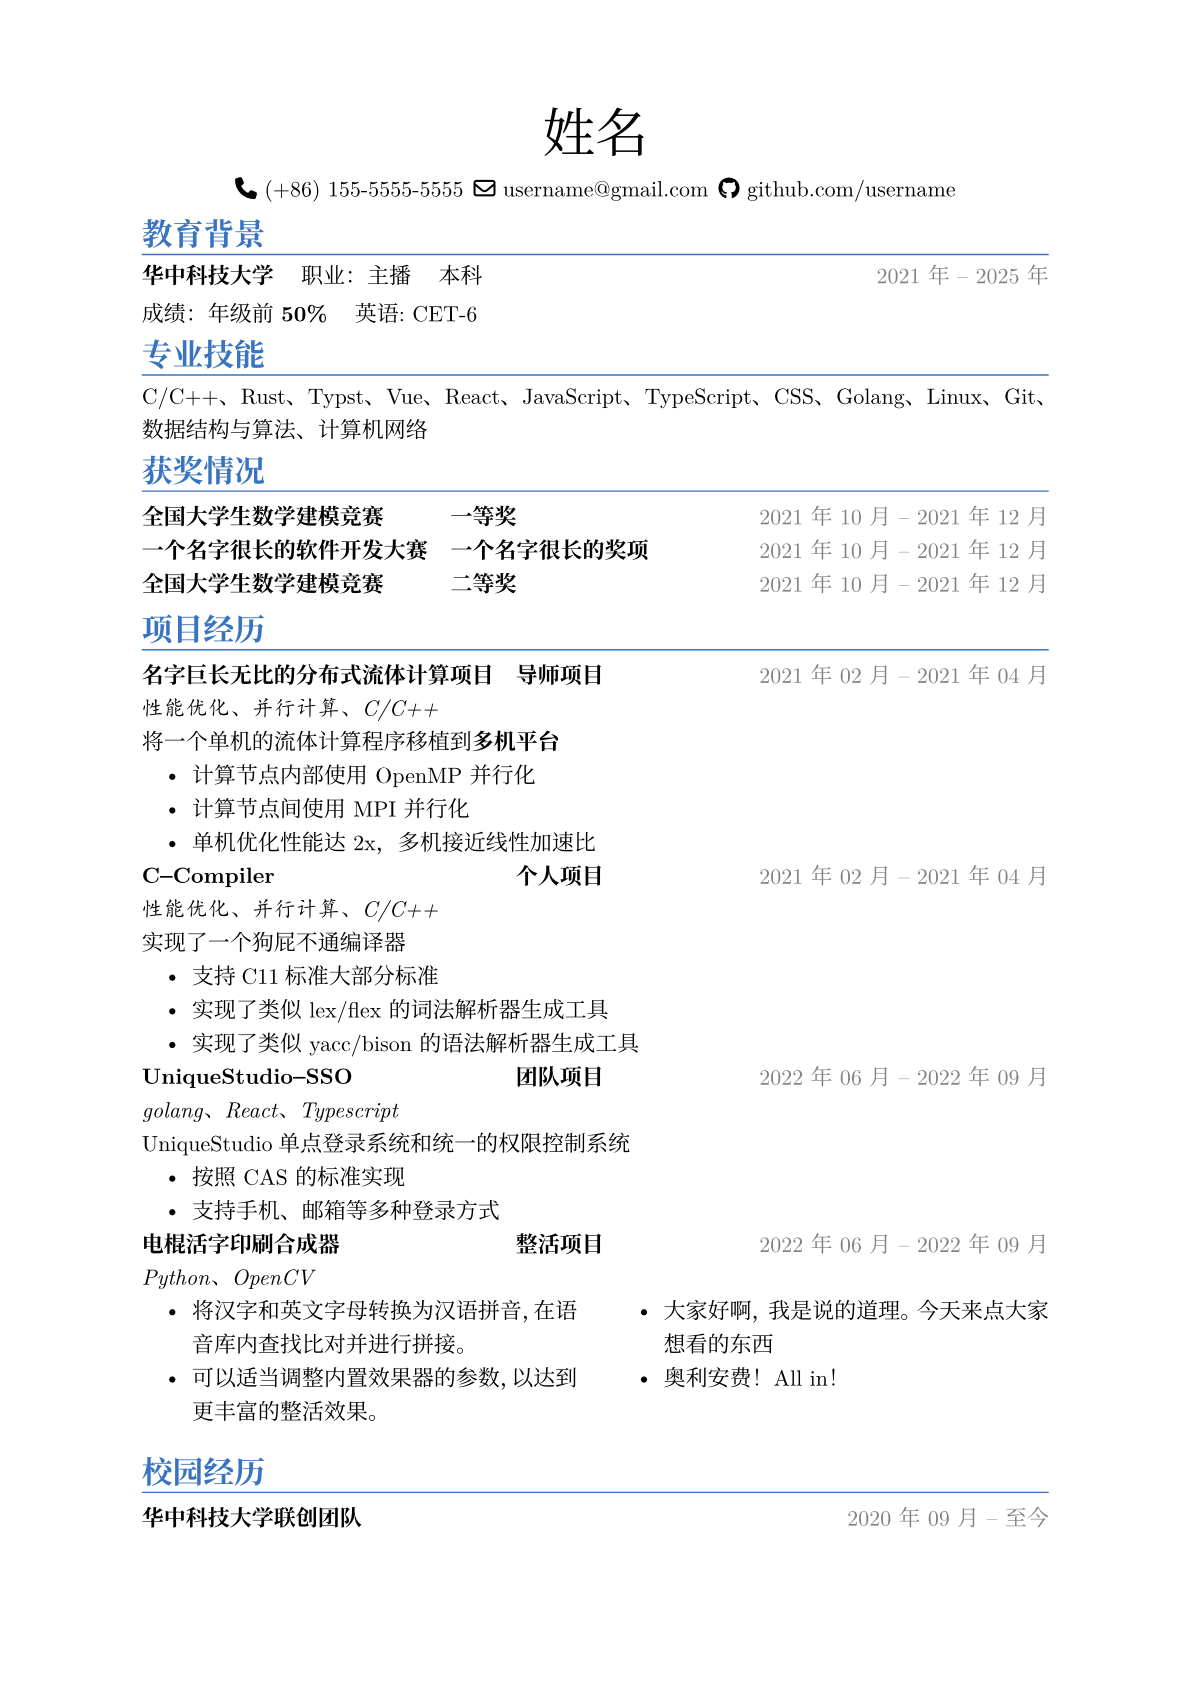 姓名
(+86) 155-5555-5555 username@gmail.com github.com/username
教育背景
华中科技大学 职业：主播 本科 2021 年 – 2025 年
成绩：年级前 50% 英语: CET-6
专业技能
C/C++、Rust、Typst、Vue、React、JavaScript、TypeScript、CSS、Golang、Linux、Git、
数据结构与算法、计算机网络
获奖情况
全国大学生数学建模竞赛 一等奖 2021 年 10 月 – 2021 年 12 月
一个名字很长的软件开发大赛 一个名字很长的奖项 2021 年 10 月 – 2021 年 12 月
全国大学生数学建模竞赛 二等奖 2021 年 10 月 – 2021 年 12 月
项目经历
名字巨长无比的分布式流体计算项目 导师项目 2021 年 02 月 – 2021 年 04 月
性能优化、并行计算、C/C++
将一个单机的流体计算程序移植到多机平台
• 计算节点内部使用 OpenMP 并行化
• 计算节点间使用 MPI 并行化
• 单机优化性能达 2x，多机接近线性加速比
C–Compiler 个人项目 2021 年 02 月 – 2021 年 04 月
性能优化、并行计算、C/C++
实现了一个狗屁不通编译器
• 支持 C11 标准大部分标准
• 实现了类似 lex/flex 的词法解析器生成工具
• 实现了类似 yacc/bison 的语法解析器生成工具
UniqueStudio–SSO 团队项目 2022 年 06 月 – 2022 年 09 月
golang、React、Typescript
UniqueStudio 单点登录系统和统一的权限控制系统
• 按照 CAS 的标准实现
• 支持手机、邮箱等多种登录方式
电棍活字印刷合成器 整活项目 2022 年 06 月 – 2022 年 09 月
Python、OpenCV
• 将汉字和英文字母转换为汉语拼音，在语
音库内查找比对并进行拼接。
• 可以适当调整内置效果器的参数，以达到
更丰富的整活效果。
• 大家好啊，我是说的道理。今天来点大家
想看的东西
• 奥利安费！All in！
校园经历
华中科技大学联创团队 2020 年 09 月 – 至今